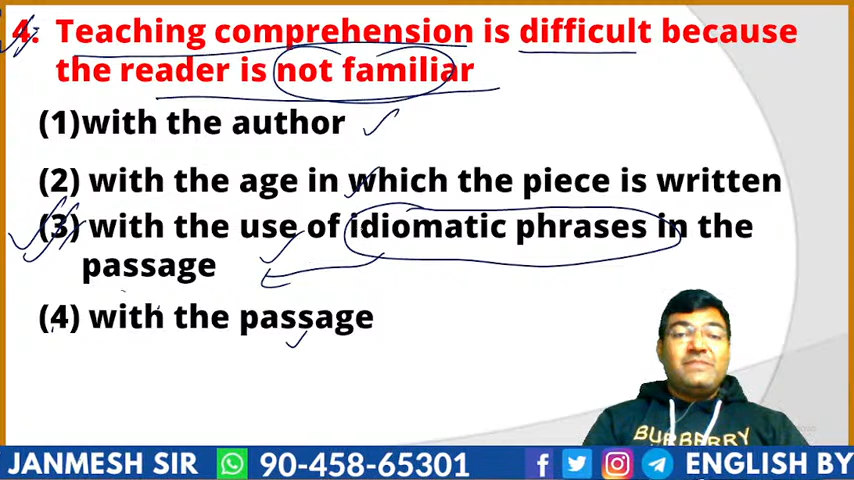 4. Teaching comprehension is difficult because
the reader is not familiar
(1)with the author
(2) with the age in which the piece is written
(3) with the use of idiomatic phrases in the
passage
(4) with the passage
BURBERRY
JANMESH SIR 90-458-65301 ENGLISH BY